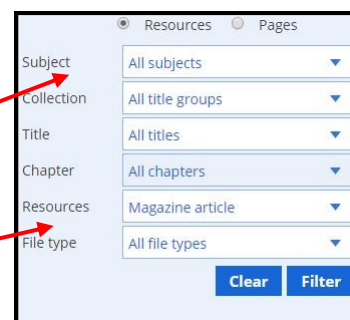 Resources Pages
Subject All subjects
Collection All title groups
Title All titles
Chapter All chapters
Resources Magazine article
File type All file types
Clear Filter